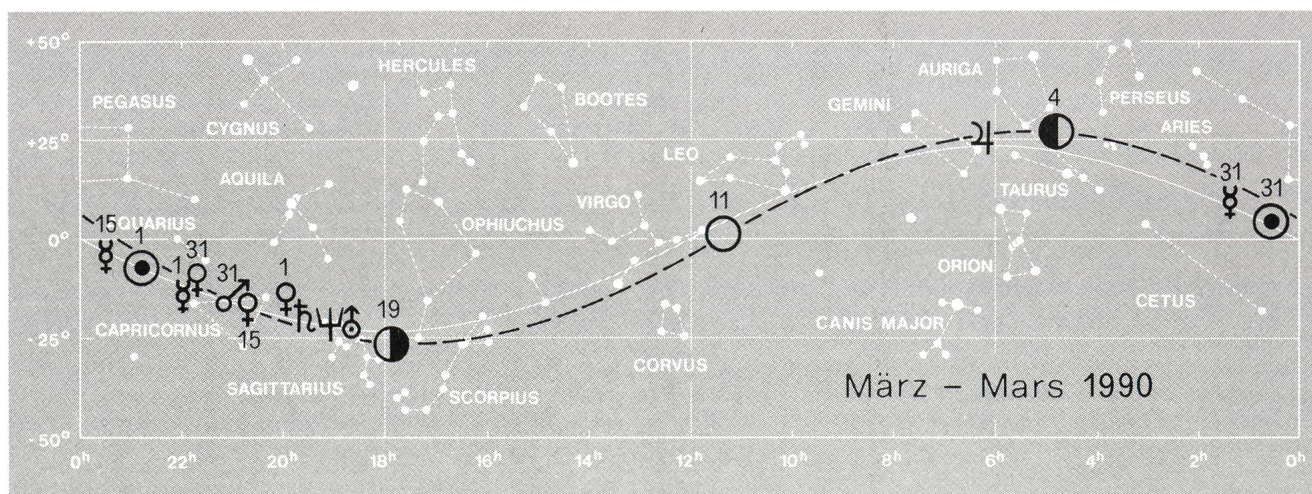 +50°
HERCULES
AURIGA
4
PEGASUS
BOOTES
GEMINI
PERSEUS
CYGNUS
ARIES
+25°
LEO
AQUILA
31
TAURUS
11
31
VIRGO
15 1
QUARIUS
OPHIUCHUS
0°
31
1
31
1
ORION
19
CETUS
CAPRICORNUS
15
CANIS MAJOR
-25°
CORVUS
SAGITTARIUS
SCORPIUS
März – Mars 1990
-50°
0h 22h 20h 18h 16h 14h 12h 10h 8h 6h 4h 2h 0h